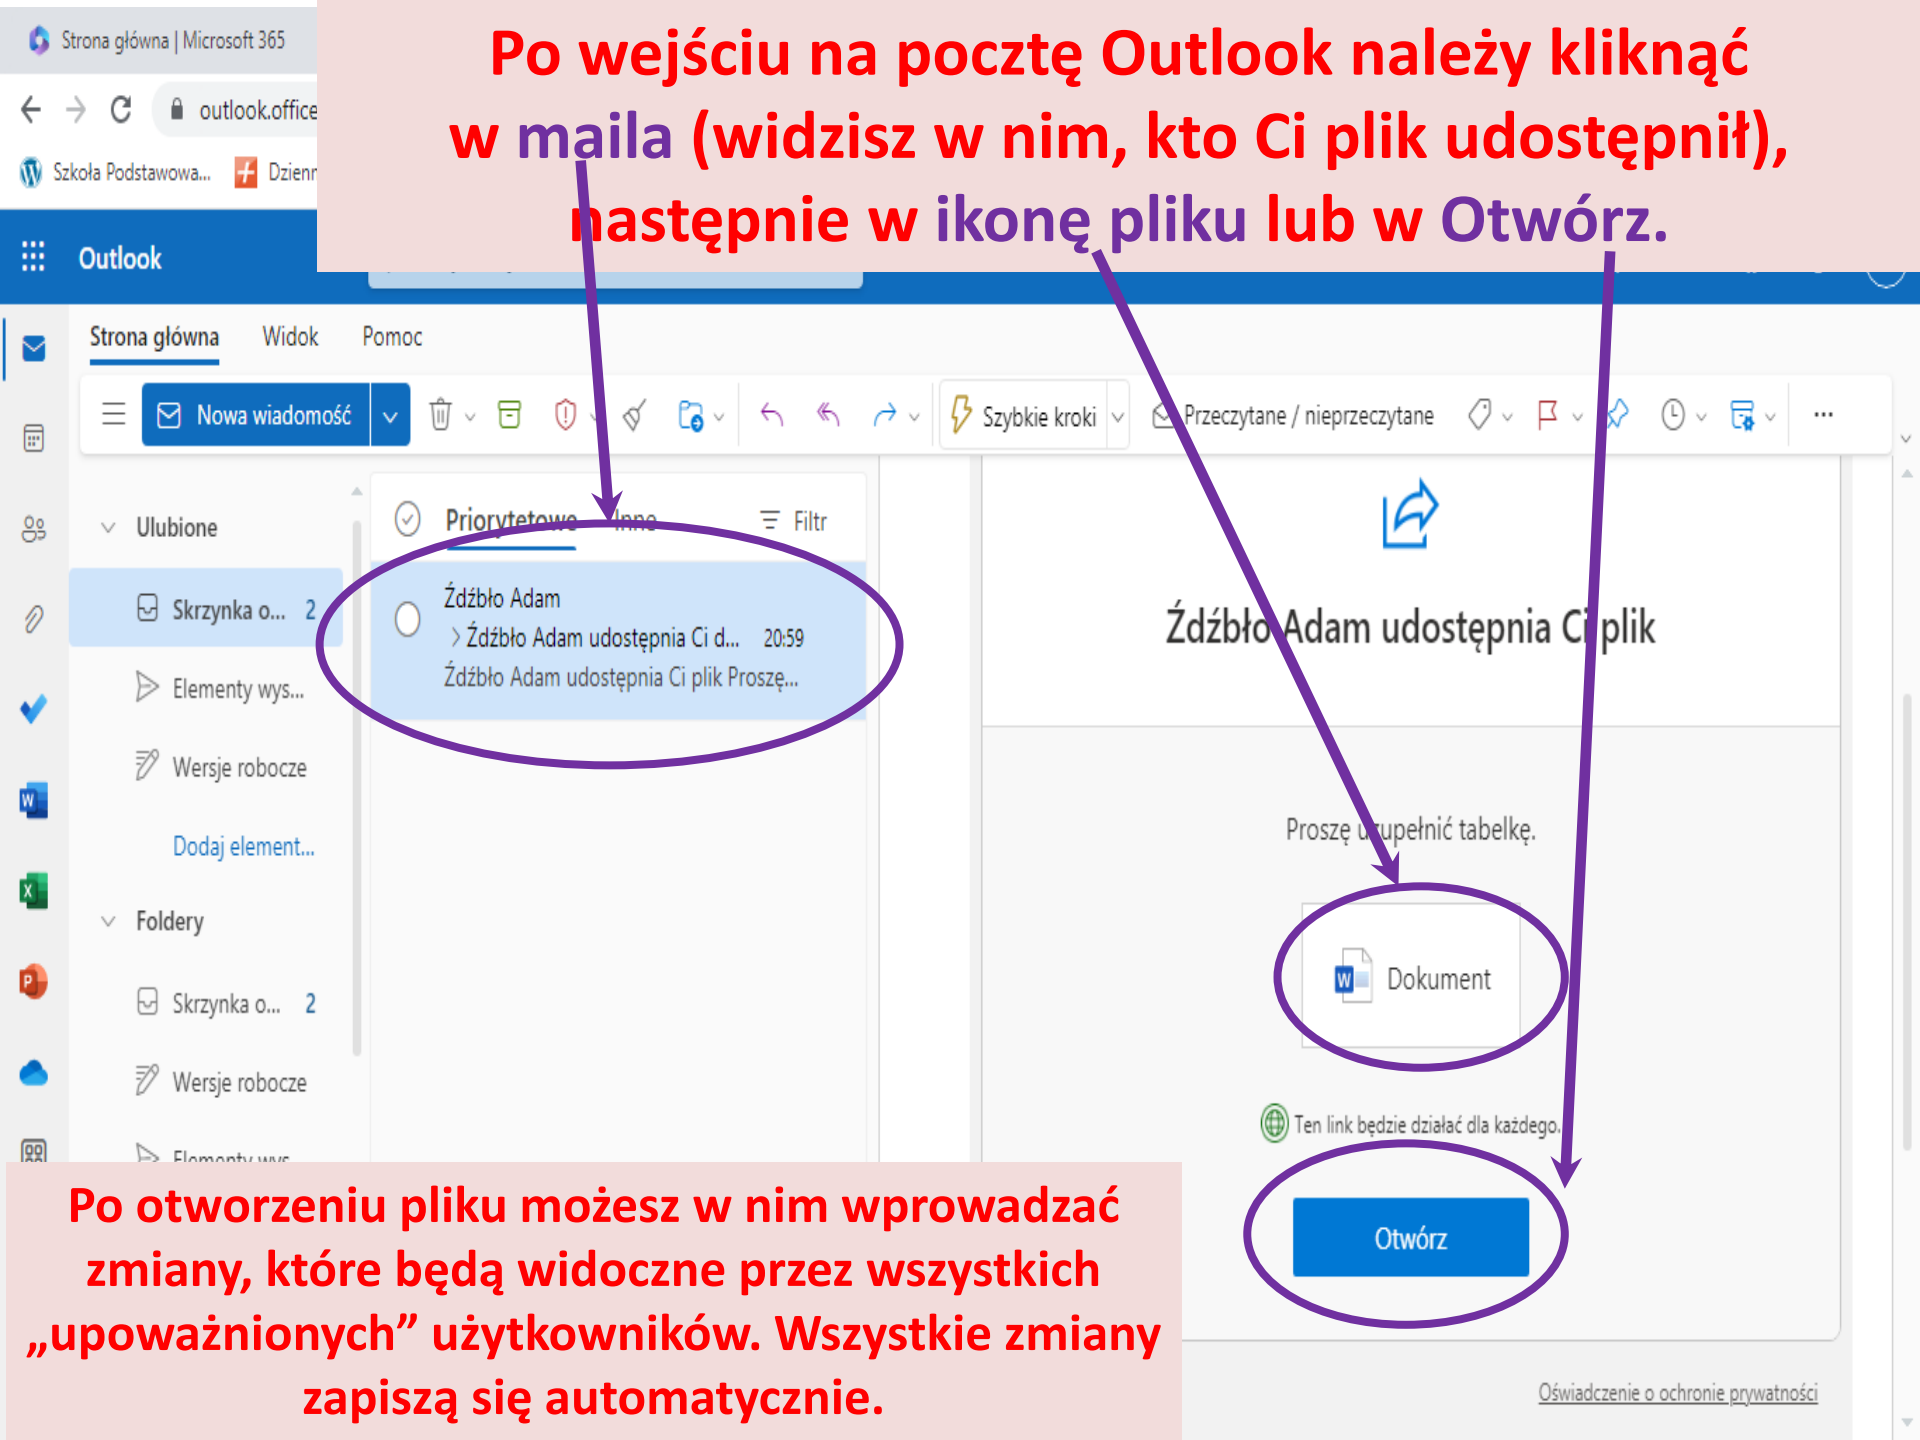 Strona główna | Microsoft 365
outlook.office
Szkoła Podstawowa...
Dzienn
Po wejściu na pocztę Outlook należy kliknąć
w maila (widzisz w nim, kto Ci plik udostępnił),
następnie w ikonę pliku lub w Otwórz.
Outlook
Strona główna Widok Pomoc
Nowa wiadomość
Szybkie kroki
Przeczytane / nieprzeczytane
Ulubione
Skrzynka o... 2
Elementy wys...
Wersje robocze
Dodaj element...
Foldery
Skrzynka o... 2
Wersje robocze
Elementy wys
Priorytetowe Inne Filtr
Źdźbło Adam
Źdźbło Adam udostępnia Ci d... 20:59
Źdźbło Adam udostępnia Ci plik Proszę...
Źdźbło Adam udostępnia Ci plik
Proszę uzupełnić tabelkę.
Dokument
Ten link będzie działać dla każdego.
Otwórz
Oświadczenie o ochronie prywatności
Po otworzeniu pliku możesz w nim wprowadzać
zmiany, które będą widoczne przez wszystkich
„upoważnionych” użytkowników. Wszystkie zmiany
zapiszą się automatycznie.